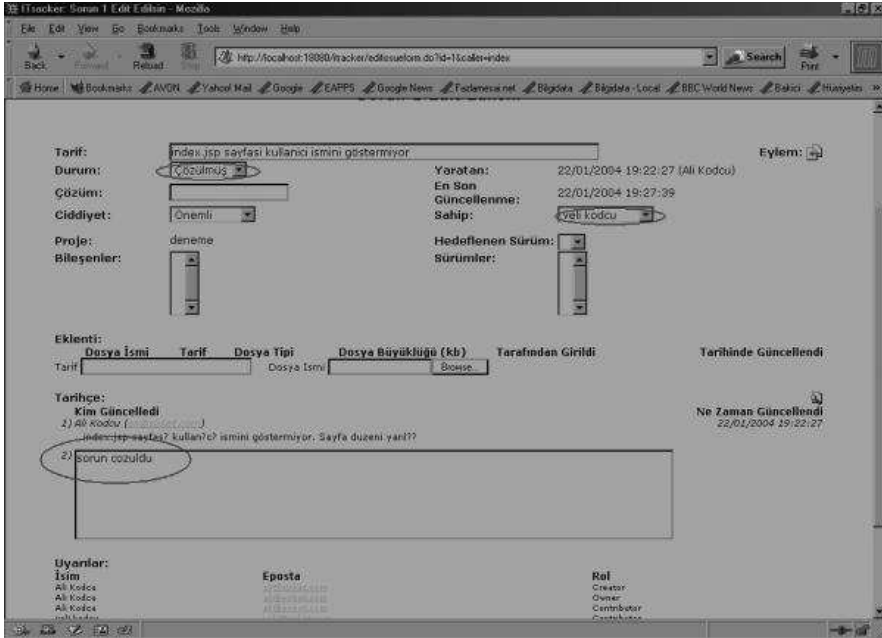 ITracker: Sorun 1 Edit Edilsin - Mozilla
File Edit View Go Bookmarks Tools Window Help
Back Forward Reload Stop http://localhost:18080/itracker/editissueform.do?id=1&caller=index Search Print
Home Bookmarks AVON Yahoo! Mail Google EAPPS Google News Fazlamesai.net Bilgidata Bilgidata-Local BBC World News Bakici Hurriyetim
Tarif: index.jsp sayfasi kullanici ismini göstermiyor Eylem:
Durum: Çözülmüş Yaratan: 22/01/2004 19:22:27 (Ali Kodcu)
Çözüm: En Son Güncellenme: 22/01/2004 19:27:39
Ciddiyet: Önemli Sahip: veli kodcu
Proje: deneme Hedeflenen Sürüm:
Bileşenler: Sürümler:
Eklenti:
Dosya İsmi Tarif Dosya Tipi Dosya Büyüklüğü (kb) Tarafından Girildi Tarihinde Güncellendi
Tarif Dosya Ismi Browse...
Tarihçe:
Kim Güncelledi Ne Zaman Güncellendi
1) Ali Kodcu ( ) 22/01/2004 19:22:27
index.jsp sayfas? kullan?c? ismini göstermiyor. Sayfa duzeni yanl??
2) sorun cozuldu
Uyarılar:
İsim Eposta Rol
Ali Kodcu Creator
Ali Kodcu Owner
Ali Kodcu Contributor
veli kodcu Contributor